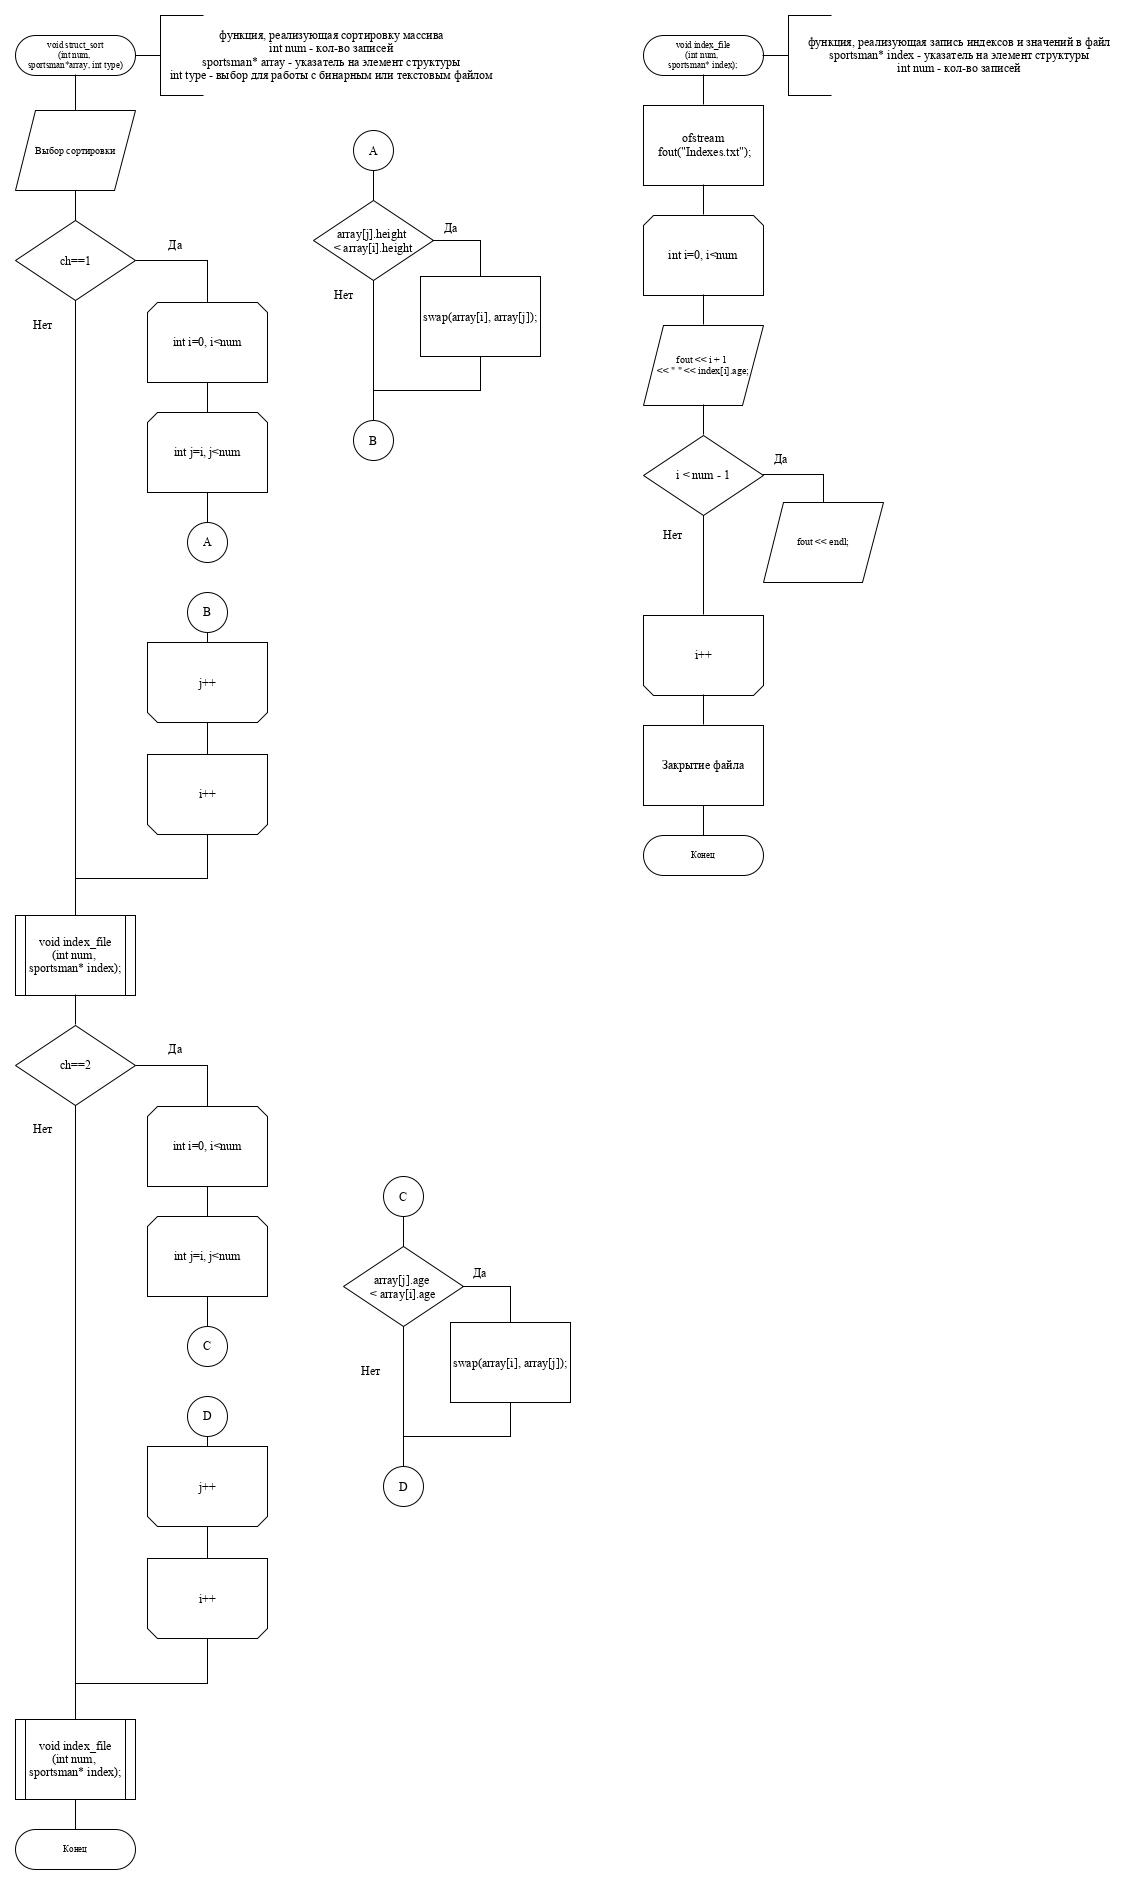 void struct_sort
(int num,
sportsman*array, int type)
функция, реализующая сортировку массива
int num - кол-во записей
sportsman* array - указатель на элемент структуры
int type - выбор для работы с бинарным или текстовым файлом
Выбор сортировки
ch==1
Да
Нет
int i=0, i<num
int j=i, j<num
A
B
j++
i++
void index_file
(int num,
sportsman* index);
ch==2
Да
Нет
int i=0, i<num
int j=i, j<num
C
D
j++
i++
void index_file
(int num,
sportsman* index);
Конец
A
array[j].height
< array[i].height
Да
Нет
swap(array[i], array[j]);
B
C
array[j].age
< array[i].age
Да
Нет
swap(array[i], array[j]);
D
void index_file
(int num,
sportsman* index);
функция, реализующая запись индексов и значений в файл
sportsman* index - указатель на элемент структуры
int num - кол-во записей
ofstream
fout("Indexes.txt");
int i=0, i<num
fout << i + 1
<< " " << index[i].age;
i < num - 1
Да
Нет
fout << endl;
i++
Закрытие файла
Конец